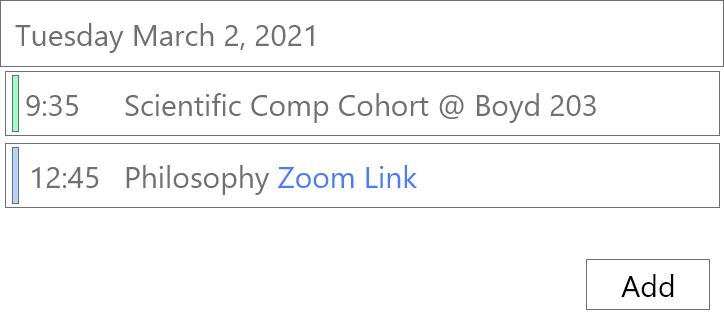 Tuesday March 2, 2021
9:35 Scientific Comp Cohort @ Boyd 203
12:45 Philosophy Zoom Link
Add